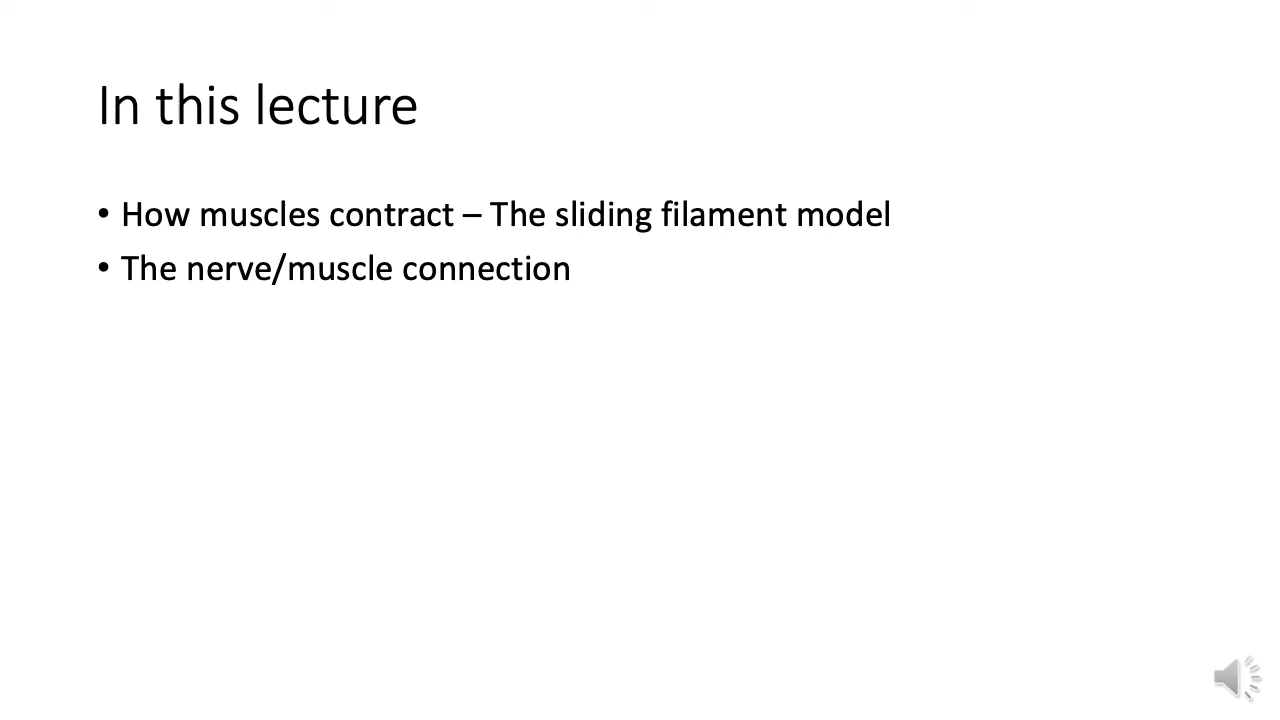 In this lecture
• How muscles contract – The sliding filament model
• The nerve/muscle connection